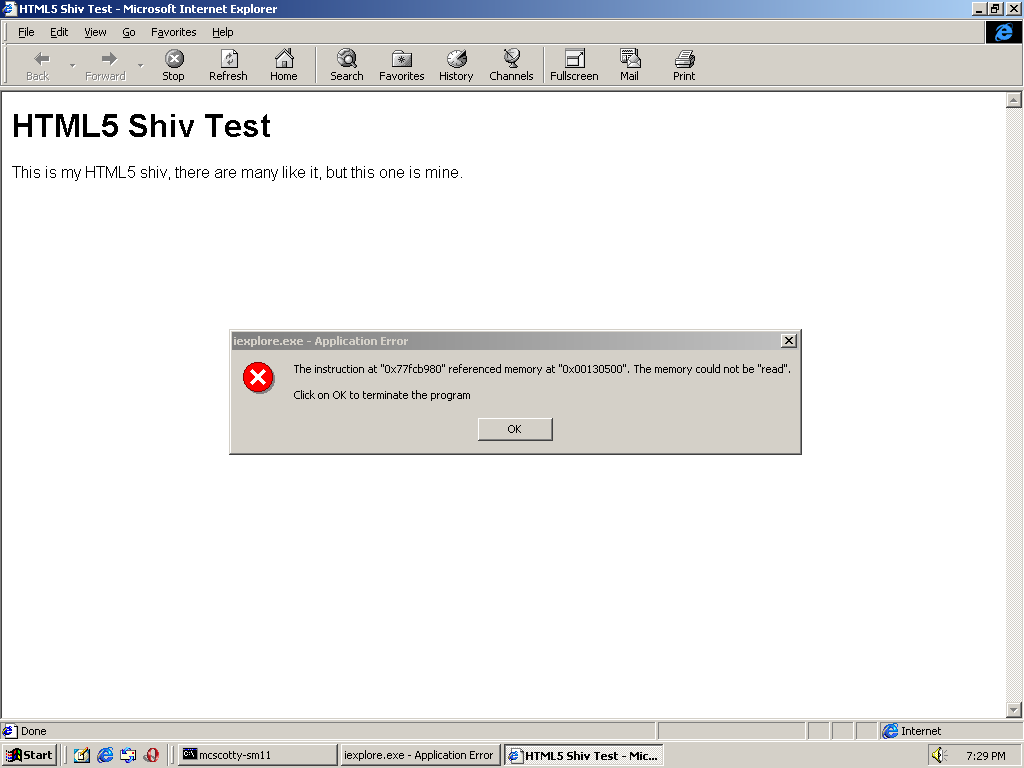 HTML5 Shiv Test - Microsoft Internet Explorer
File Edit View Go Favorites Help
Back Forward Stop Refresh Home Search Favorites History Channels Fullscreen Mail Print
HTML5 Shiv Test
This is my HTML5 shiv, there are many like it, but this one is mine.
iexplore.exe - Application Error
The instruction at "0x77fcb980" referenced memory at "0x00130500". The memory could not be "read".
Click on OK to terminate the program
OK
Done Internet
Start mcscotty-sm11 iexplore.exe - Application Error HTML5 Shiv Test - Mic... 7:29 PM